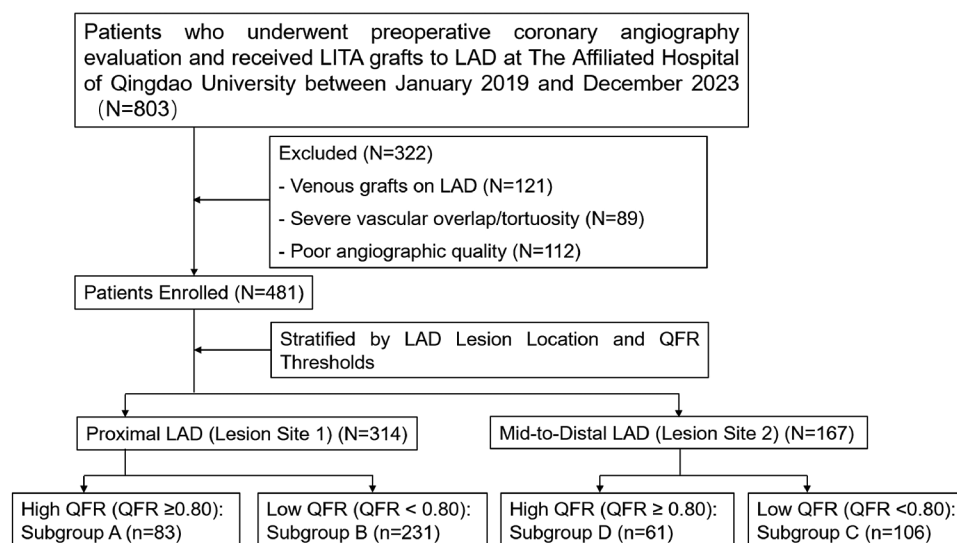 Patients who underwent preoperative coronary angiography
evaluation and received LITA grafts to LAD at The Affiliated Hospital
of Qingdao University between January 2019 and December 2023
（N=803）
Excluded (N=322)
- Venous grafts on LAD (N=121)
- Severe vascular overlap/tortuosity (N=89)
- Poor angiographic quality (N=112)
Patients Enrolled (N=481)
Stratified by LAD Lesion Location and QFR
Thresholds
Proximal LAD (Lesion Site 1) (N=314)
Mid-to-Distal LAD (Lesion Site 2) (N=167)
High QFR (QFR ≥0.80):
Subgroup A (n=83)
Low QFR (QFR < 0.80):
Subgroup B (n=231)
High QFR (QFR ≥ 0.80):
Subgroup D (n=61)
Low QFR (QFR <0.80):
Subgroup C (n=106)